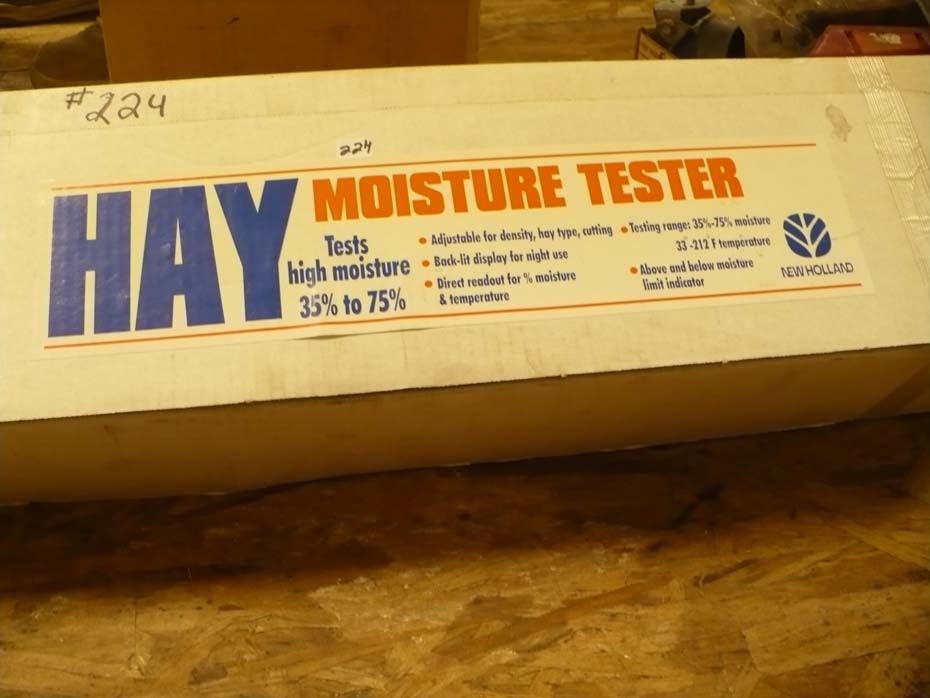 #224
224
HAY
MOISTURE TESTER
Tests
high moisture
35% to 75%
• Adjustable for density, hay type, cutting
• Back-lit display for night use
• Direct readout for % moisture
& temperature
• Testing range: 35%-75% moisture
33°-212°F temperature
• Above and below moisture
limit indicator
NEW HOLLAND